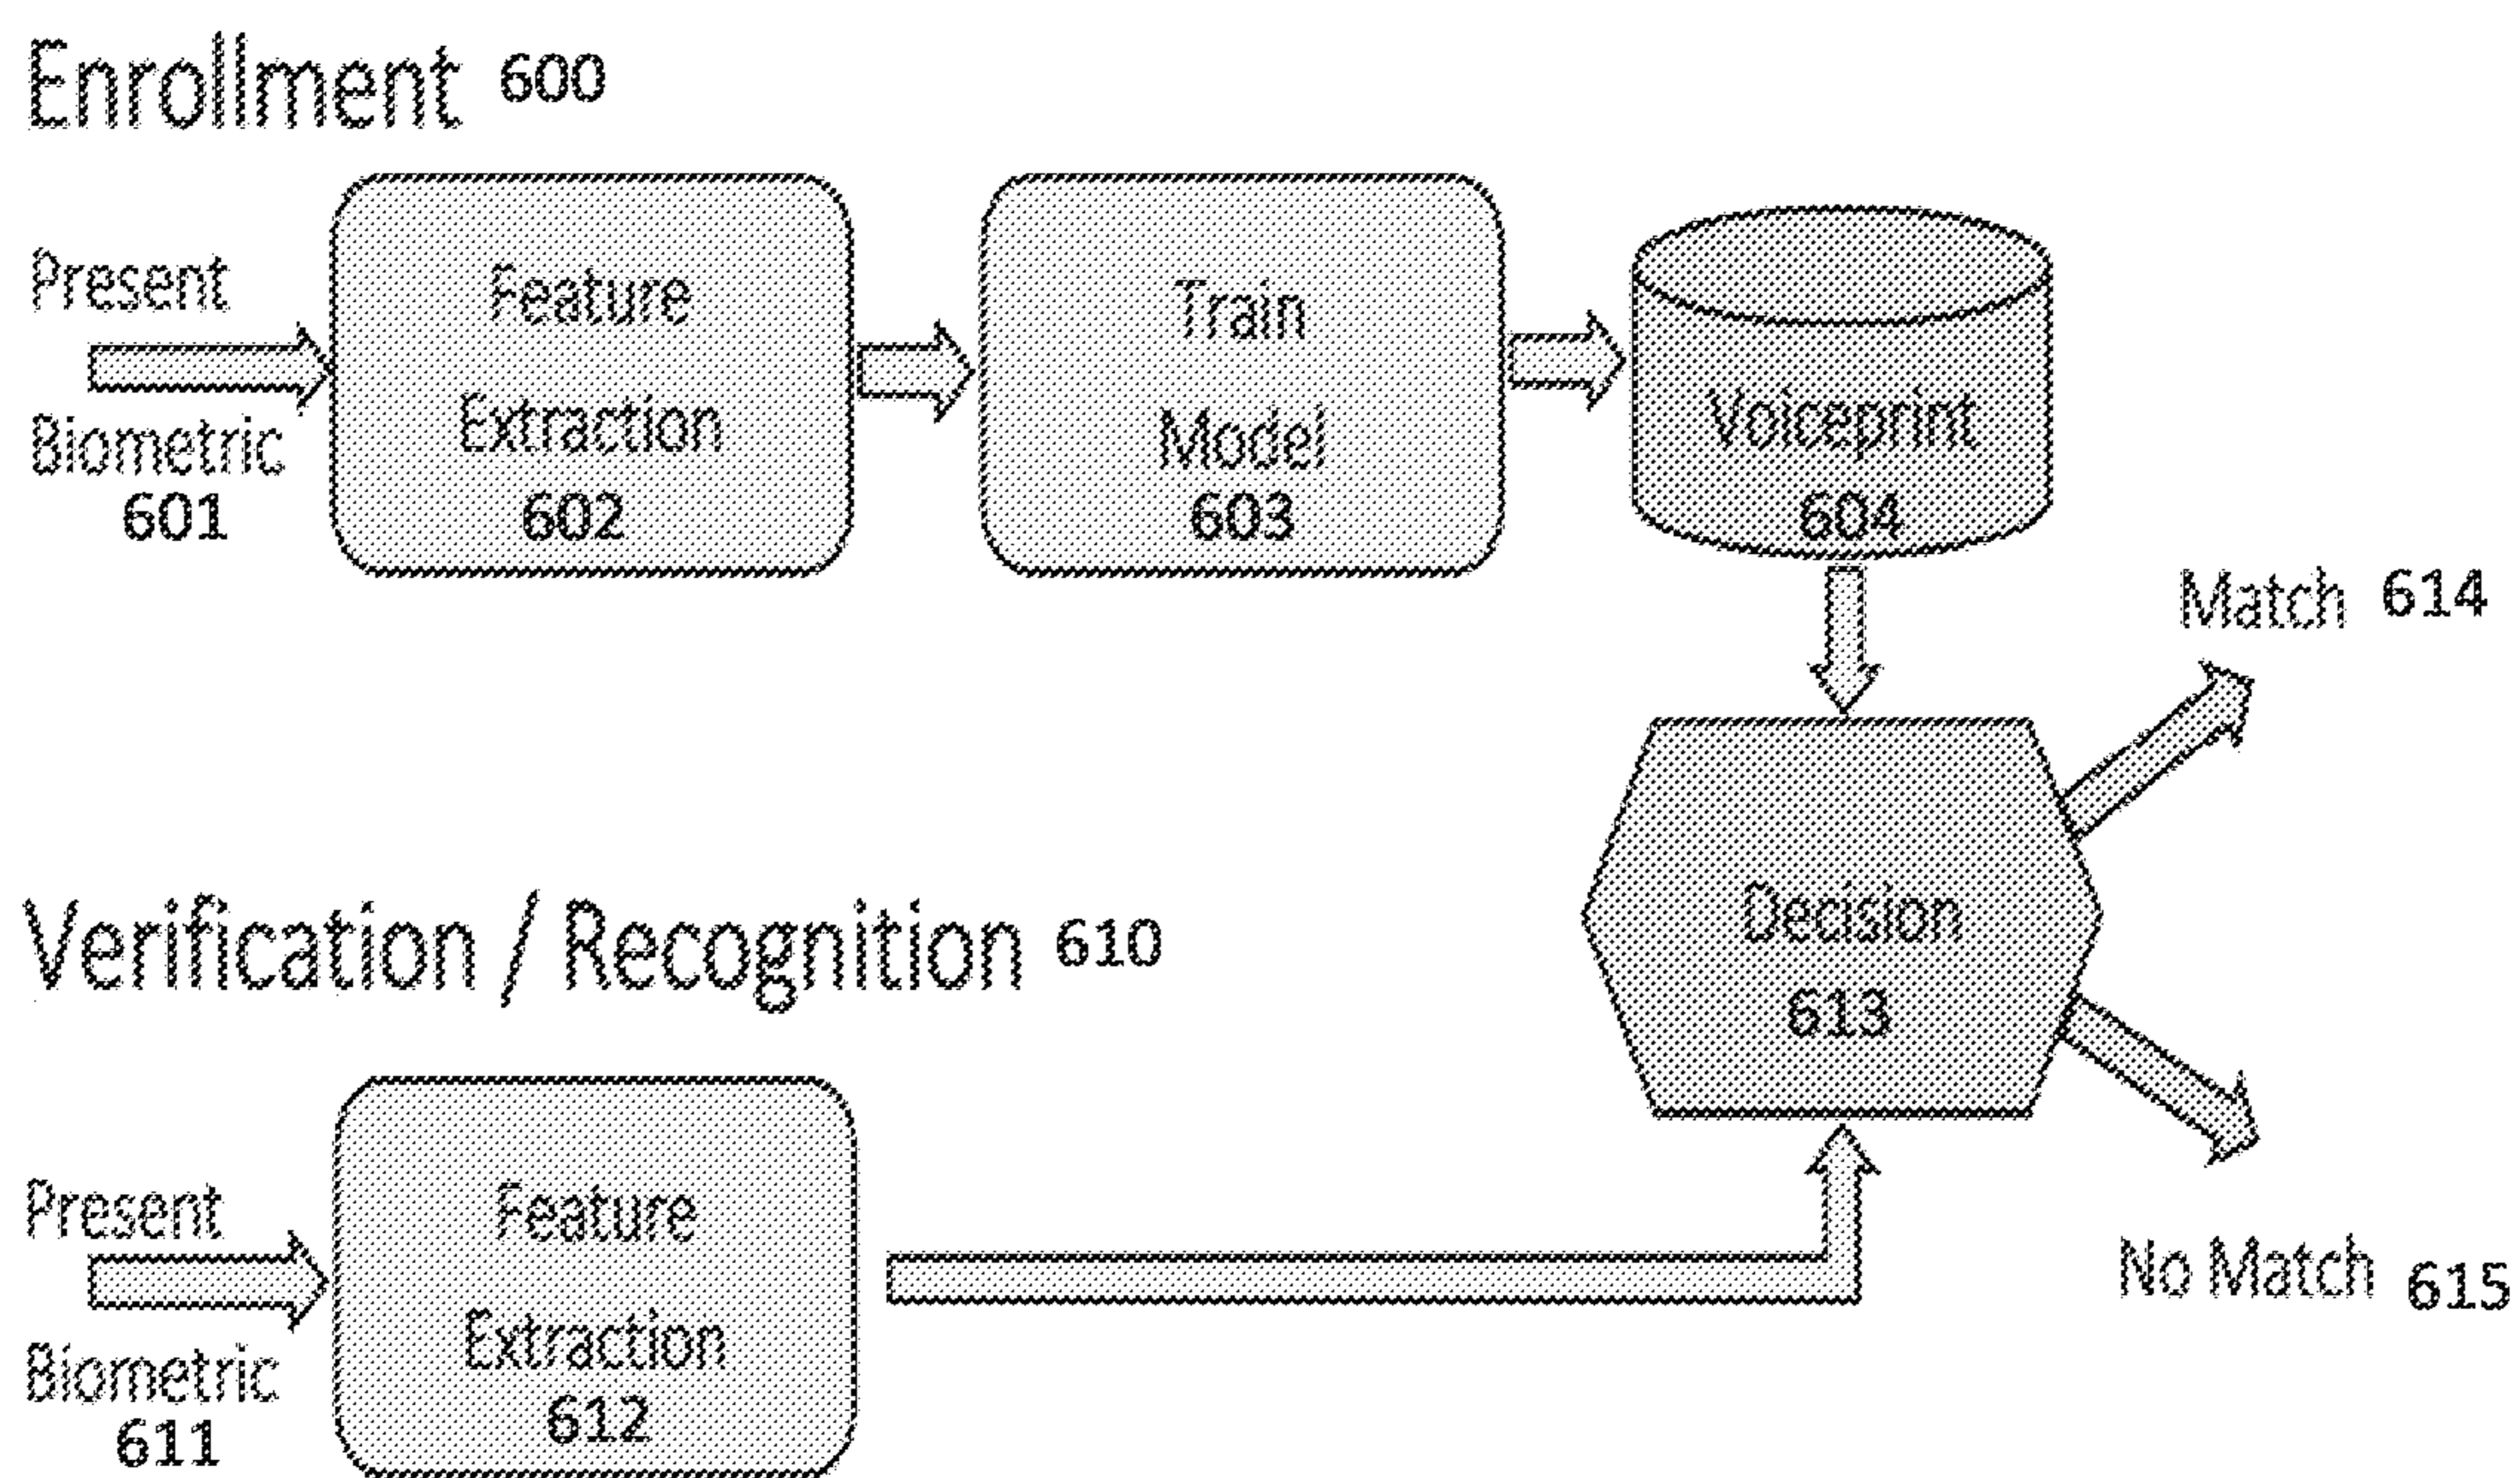 Enrollment 600
Present
Biometric
601
Feature
Extraction
602
Train
Model
603
Voiceprint
604
Match 614
Decision
613
Verification / Recognition 610
Present
Biometric
611
Feature
Extraction
612
No Match 615